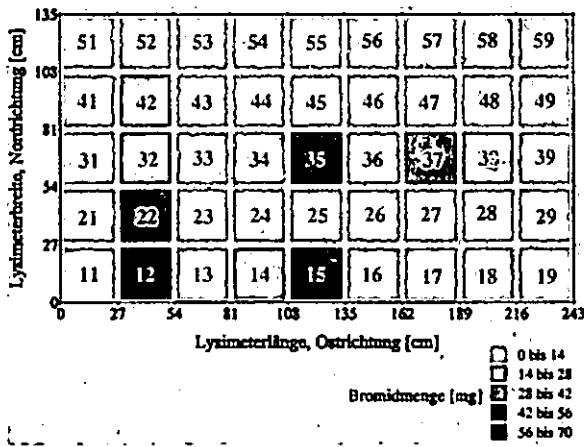 Lysimeterbreite, Nordrichtung [cm]
135
51 52 53 54 55 56 57 58 59
103
41 42 43 44 45 46 47 48 49
81
31 32 33 34 35 36 37 38 39
54
21 22 23 24 25 26 27 28 29
27
11 12 13 14 15 16 17 18 19
0
0 27 54 81 108 135 162 189 216 243
Lysimeterlänge, Ostrichtung [cm]
Bromidmenge [mg]
0 bis 14
14 bis 28
28 bis 42
42 bis 56
56 bis 70